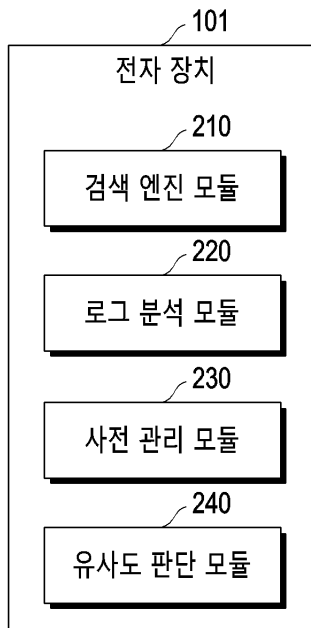 101
전자 장치
210
검색 엔진 모듈
220
로그 분석 모듈
230
사전 관리 모듈
240
유사도 판단 모듈